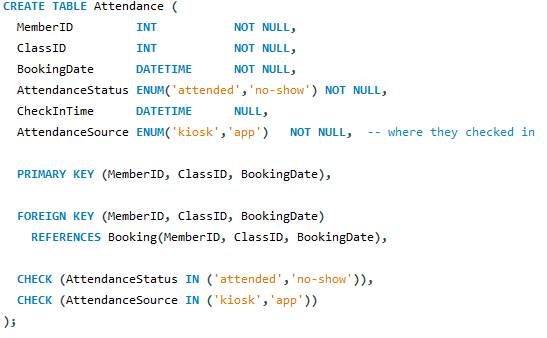 CREATE TABLE Attendance (
MemberID INT NOT NULL,
ClassID INT NOT NULL,
BookingDate DATETIME NOT NULL,
AttendanceStatus ENUM('attended','no-show') NOT NULL,
CheckInTime DATETIME NULL,
AttendanceSource ENUM('kiosk','app') NOT NULL, -- where they checked in
PRIMARY KEY (MemberID, ClassID, BookingDate),
FOREIGN KEY (MemberID, ClassID, BookingDate)
REFERENCES Booking(MemberID, ClassID, BookingDate),
CHECK (AttendanceStatus IN ('attended','no-show')),
CHECK (AttendanceSource IN ('kiosk','app'))
);